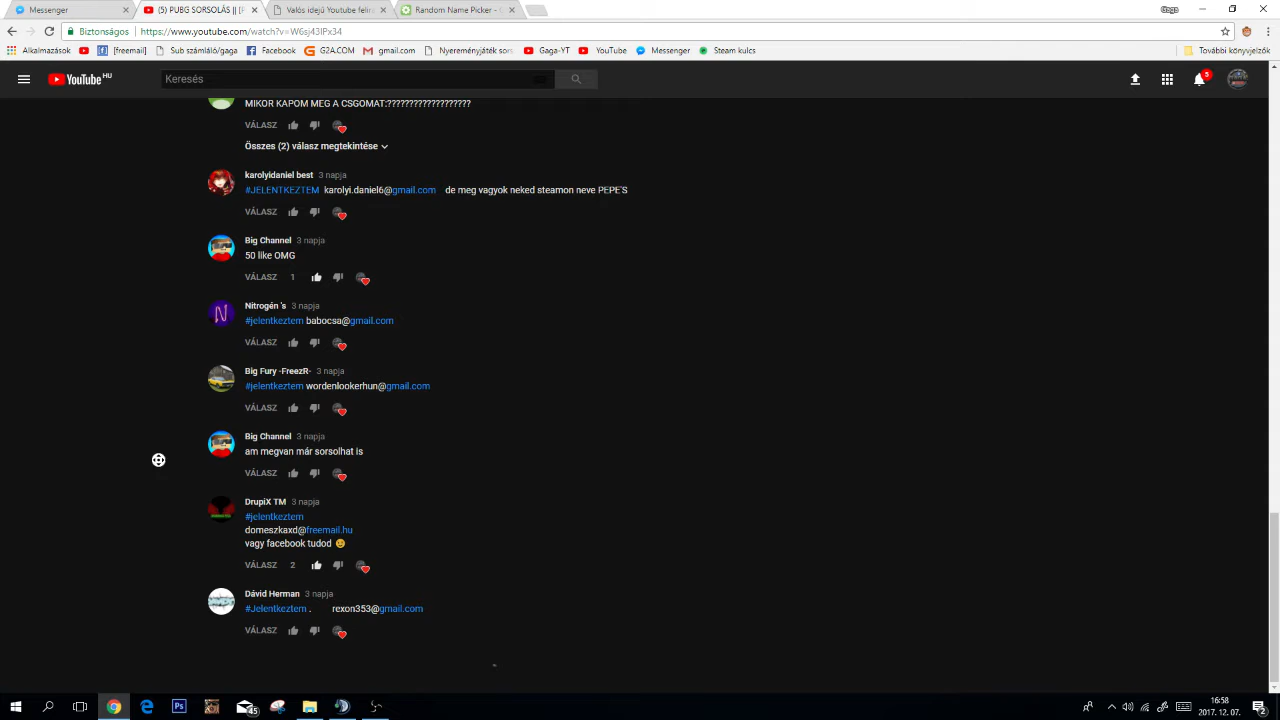 Messenger
(5) PUBG SORSOLÁS || [F
Valós idejű Youtube felira
Random Name Picker - 
Gaga
Biztonságos
https://www.youtube.com/watch?v=W6sj43IPx34
Alkalmazások
[freemail]
Sub számláló/gaga
Facebook
G2A.COM
gmail.com
Nyereményjáték sors
Gaga-YT
YouTube
Messenger
Steam kulcs
További könyvjelzők
YouTube HU
Keresés
5
MIKOR KAPOM MEG A CSGOMAT:???????????????????
VÁLASZ
Összes (2) válasz megtekintése
karolyidaniel best 3 napja
#JELENTKEZTEM karolyi.daniel6@gmail.com de meg vagyok neked steamon neve PEPE'S
VÁLASZ
Big Channel 3 napja
50 like OMG
VÁLASZ 1
Nitrogén 's 3 napja
#jelentkeztem babocsa@gmail.com
VÁLASZ
Big Fury -FreezR- 3 napja
#jelentkeztem wordenlookerhun@gmail.com
VÁLASZ
Big Channel 3 napja
am megvan már sorsolhat is
VÁLASZ
DrupiX TM 3 napja
#jelentkeztem
domeszkaxd@freemail.hu
vagy facebook tudod
VÁLASZ 2
Dávid Herman 3 napja
#Jelentkeztem . rexon353@gmail.com
VÁLASZ
Ps
45
16:58
2017. 12. 07.
2